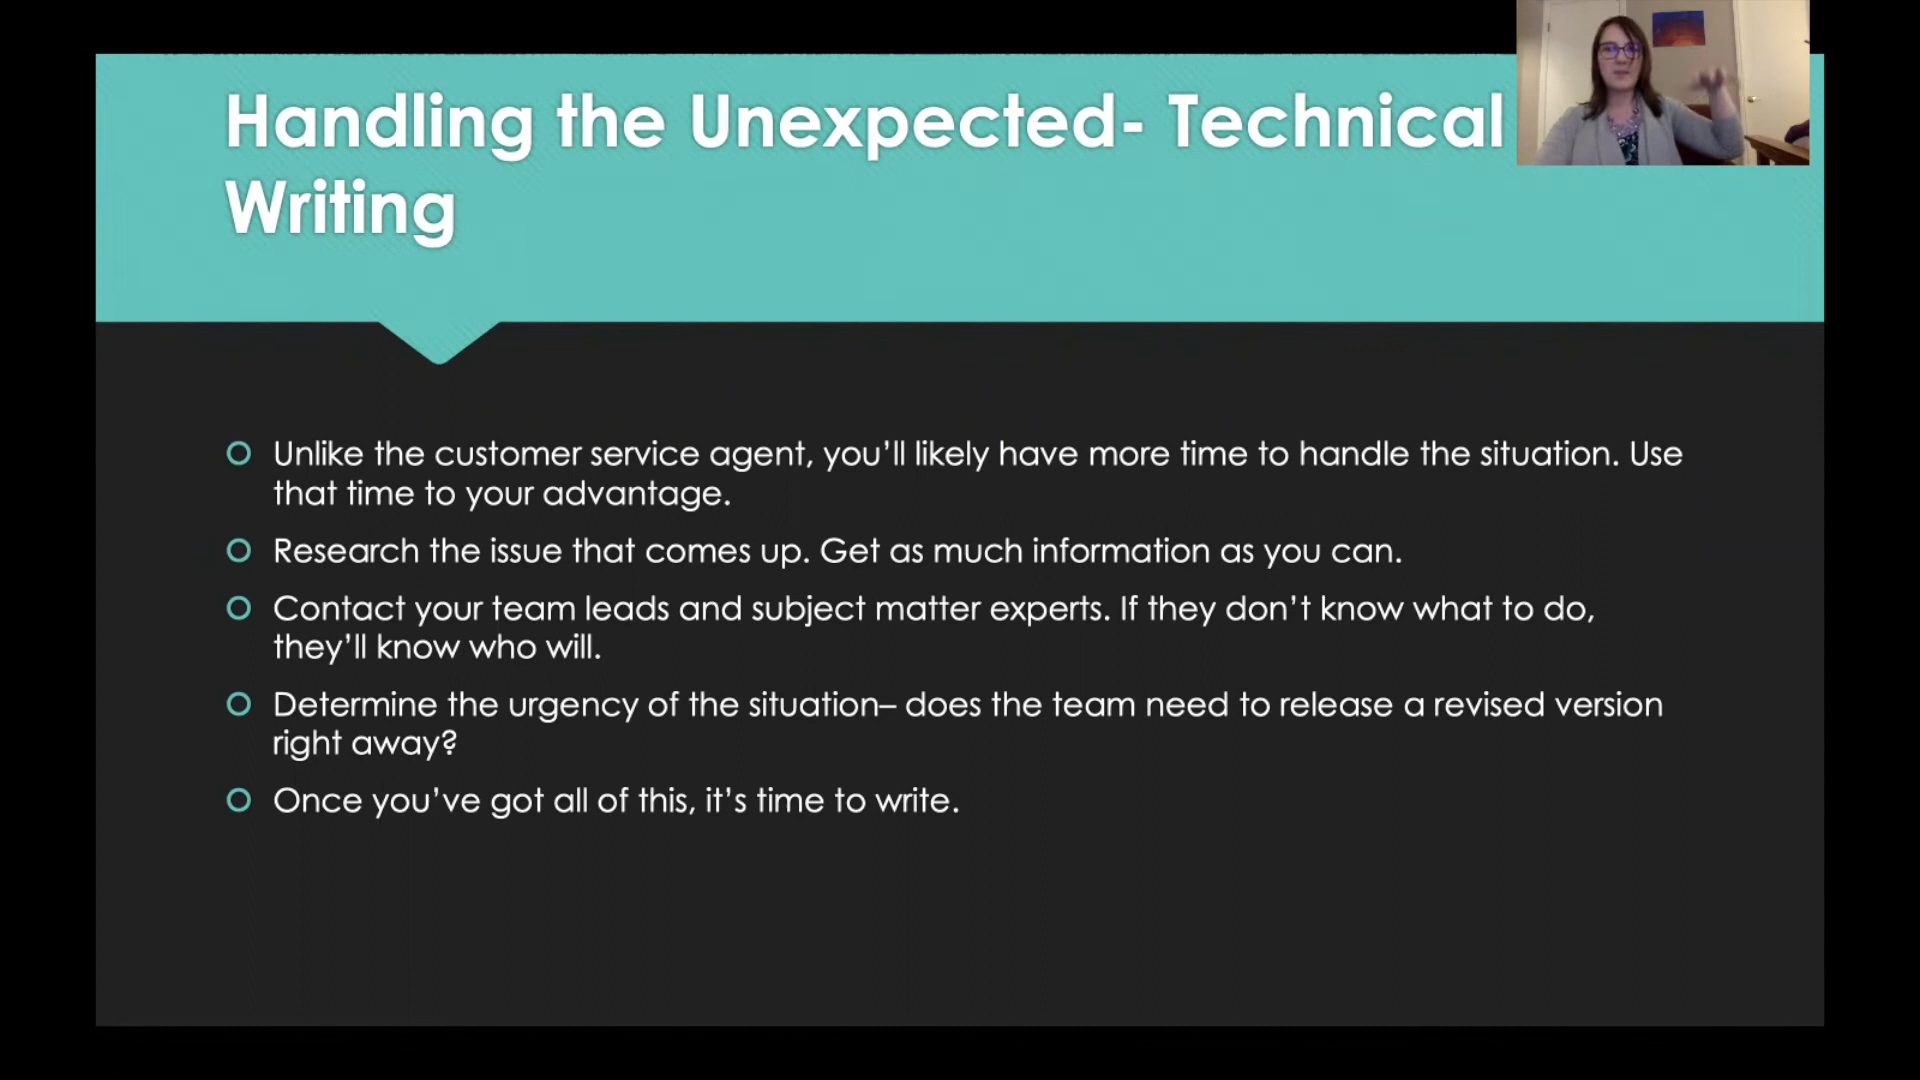 Handling the Unexpected- Technical
Writing
Unlike the customer service agent, you’ll likely have more time to handle the situation. Use
that time to your advantage.
Research the issue that comes up. Get as much information as you can.
Contact your team leads and subject matter experts. If they don’t know what to do,
they’ll know who will.
Determine the urgency of the situation– does the team need to release a revised version
right away?
Once you’ve got all of this, it’s time to write.